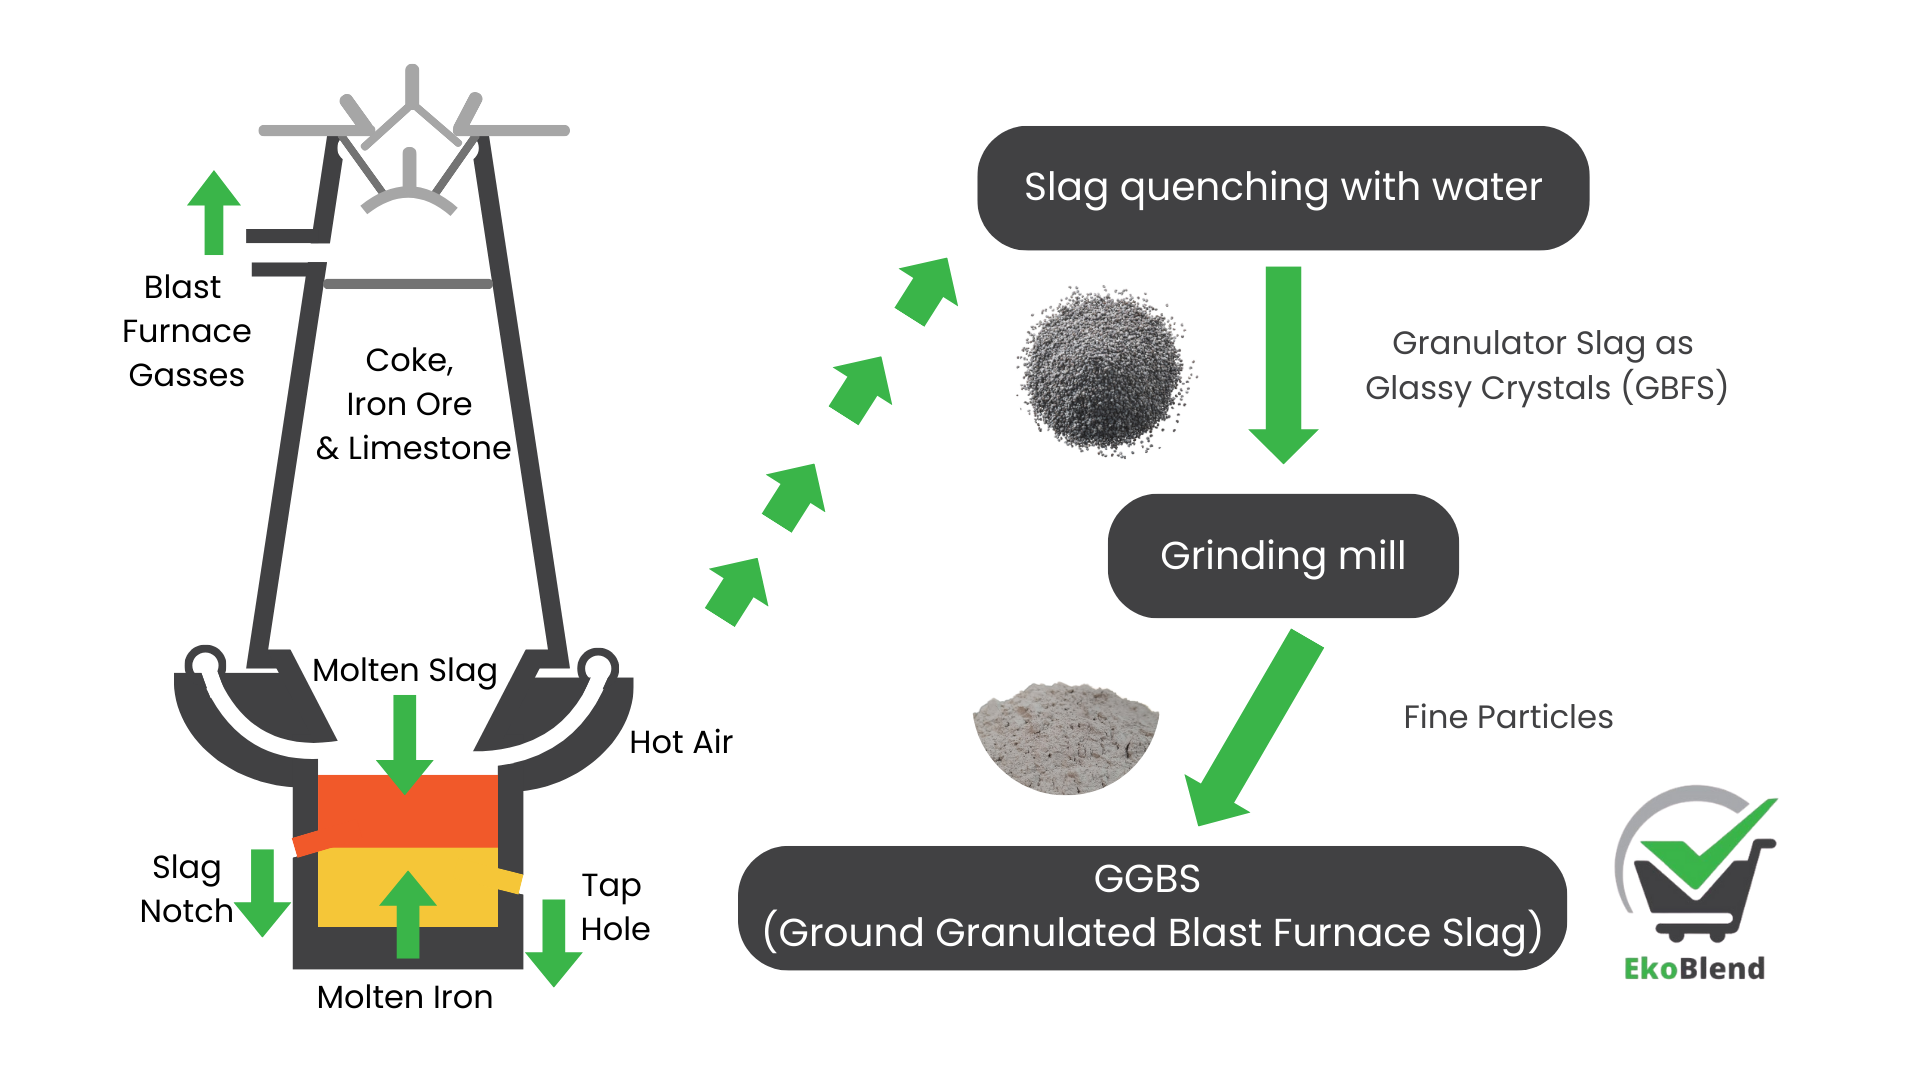 Blast
Furnace
Gasses
Coke,
Iron Ore
& Limestone
Molten Slag
Hot Air
Slag
Notch
Tap
Hole
Molten Iron
Slag quenching with water
Granulator Slag as
Glassy Crystals (GBFS)
Grinding mill
Fine Particles
GGBS
(Ground Granulated Blast Furnace Slag)
EkoBlend